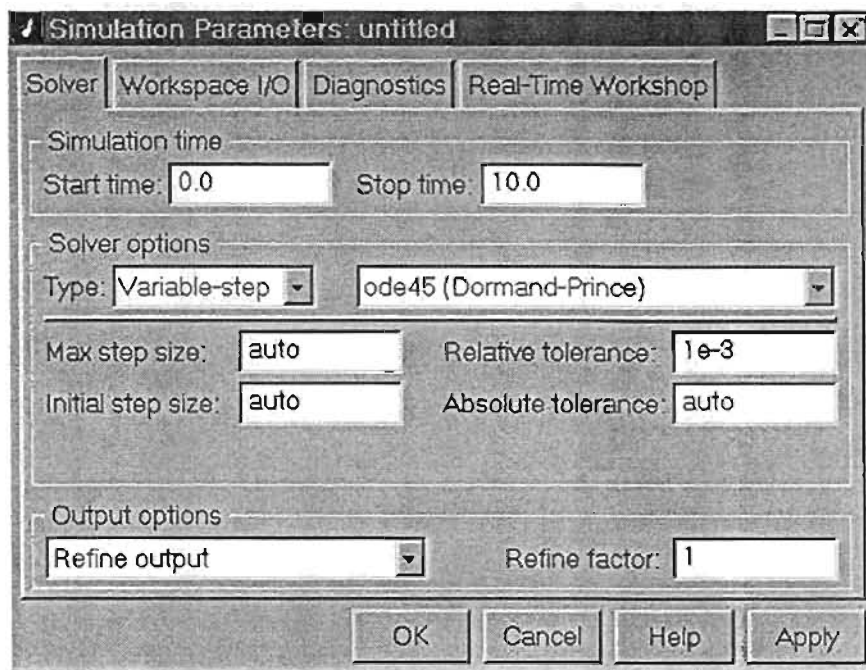 Simulation Parameters: untitled
Solver Workspace I/O Diagnostics Real-Time Workshop
Simulation time
Start time: 0.0 Stop time: 10.0
Solver options
Type: Variable-step ode45 (Dormand-Prince)
Max step size: auto Relative tolerance: 1e-3
Initial step size: auto Absolute tolerance: auto
Output options
Refine output Refine factor: 1
OK Cancel Help Apply